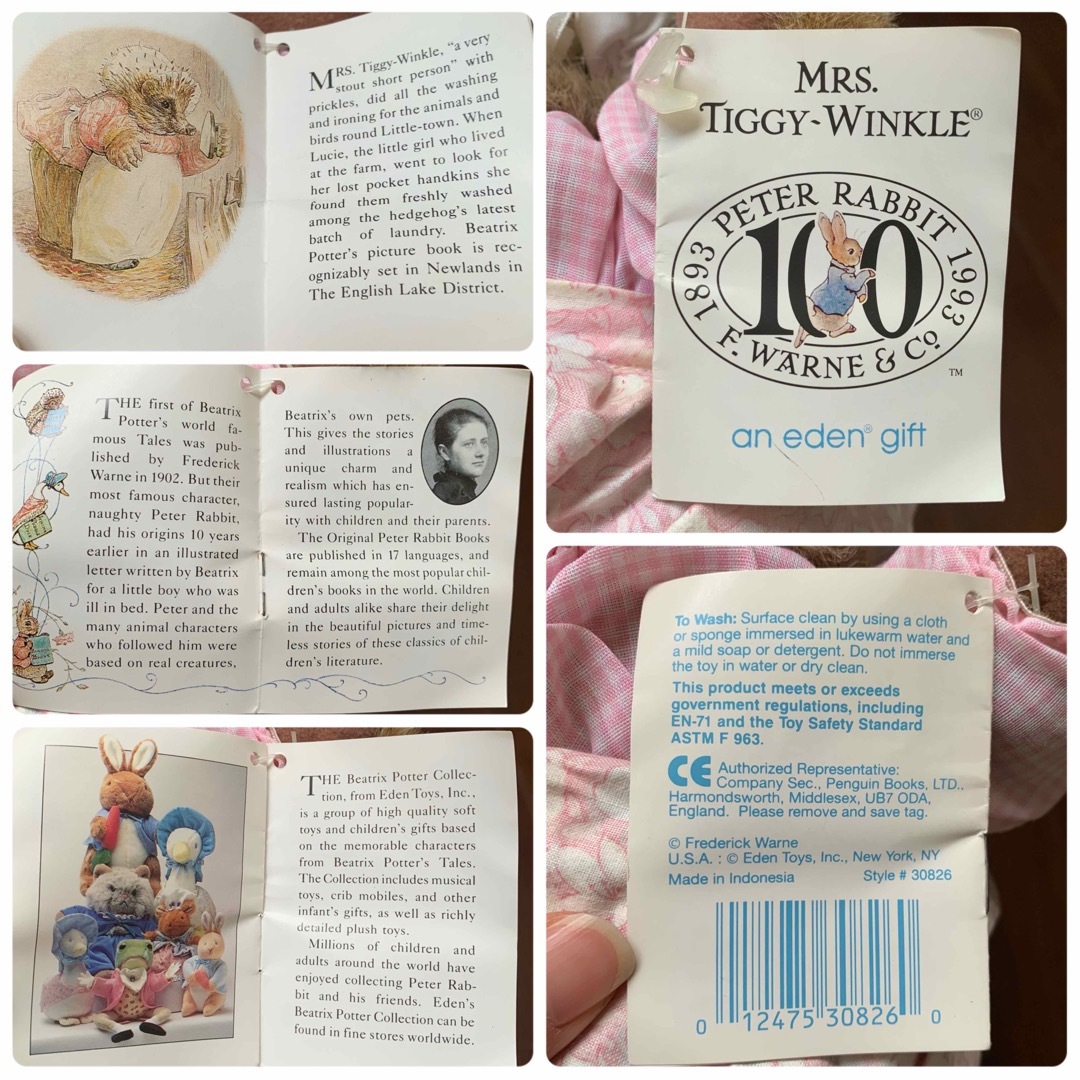 MRS. Tiggy-Winkle, "a very
stout short person" with
prickles, did all the washing
and ironing for the animals and
birds round Little-town. When
Lucie, the little girl who lived
at the farm, went to look for
her lost pocket handkins she
found them freshly washed
among the hedgehog's latest
batch of laundry. Beatrix
Potter's picture book is rec-
ognizably set in Newlands in
The English Lake District.
THE first of Beatrix
Potter's world fa-
mous Tales was pub-
lished by Frederick
Warne in 1902. But their
most famous character,
naughty Peter Rabbit,
had his origins 10 years
earlier in an illustrated
letter written by Beatrix
for a little boy who was
ill in bed. Peter and the
many animal characters
who followed him were
based on real creatures,
Beatrix's own pets.
This gives the stories
and illustrations a
unique charm and
realism which has en-
sured lasting popular-
ity with children and their parents.
The Original Peter Rabbit Books
are published in 17 languages, and
remain among the most popular chil-
dren's books in the world. Children
and adults alike share their delight
in the beautiful pictures and time-
less stories of these classics of chil-
dren's literature.
THE Beatrix Potter Collec-
tion, from Eden Toys, Inc.,
is a group of high quality soft
toys and children's gifts based
on the memorable characters
from Beatrix Potter's Tales.
The Collection includes musical
toys, crib mobiles, and other
infant's gifts, as well as richly
detailed plush toys.
Millions of children and
adults around the world have
enjoyed collecting Peter Rab-
bit and his friends. Eden's
Beatrix Potter Collection can be
found in fine stores worldwide.
MRS.
TIGGY-WINKLE®
1893 PETER RABBIT 1993
100
F. WARNE & Co
TM
an eden® gift
To Wash: Surface clean by using a cloth
or sponge immersed in lukewarm water and
a mild soap or detergent. Do not immerse
the toy in water or dry clean.
This product meets or exceeds
government regulations, including
EN-71 and the Toy Safety Standard
ASTM F 963.
CE Authorized Representative:
Company Sec., Penguin Books, LTD.,
Harmondsworth, Middlesex, UB7 ODA,
England. Please remove and save tag.
© Frederick Warne
U.S.A. : © Eden Toys, Inc., New York, NY
Made in Indonesia Style # 30826
0 12475 30826 0